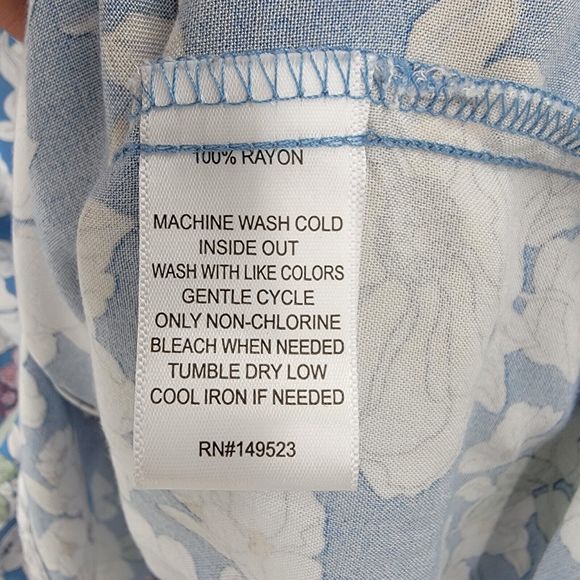 100% RAYON
MACHINE WASH COLD
INSIDE OUT
WASH WITH LIKE COLORS
GENTLE CYCLE
ONLY NON-CHLORINE
BLEACH WHEN NEEDED
TUMBLE DRY LOW
COOL IRON IF NEEDED
RN#149523